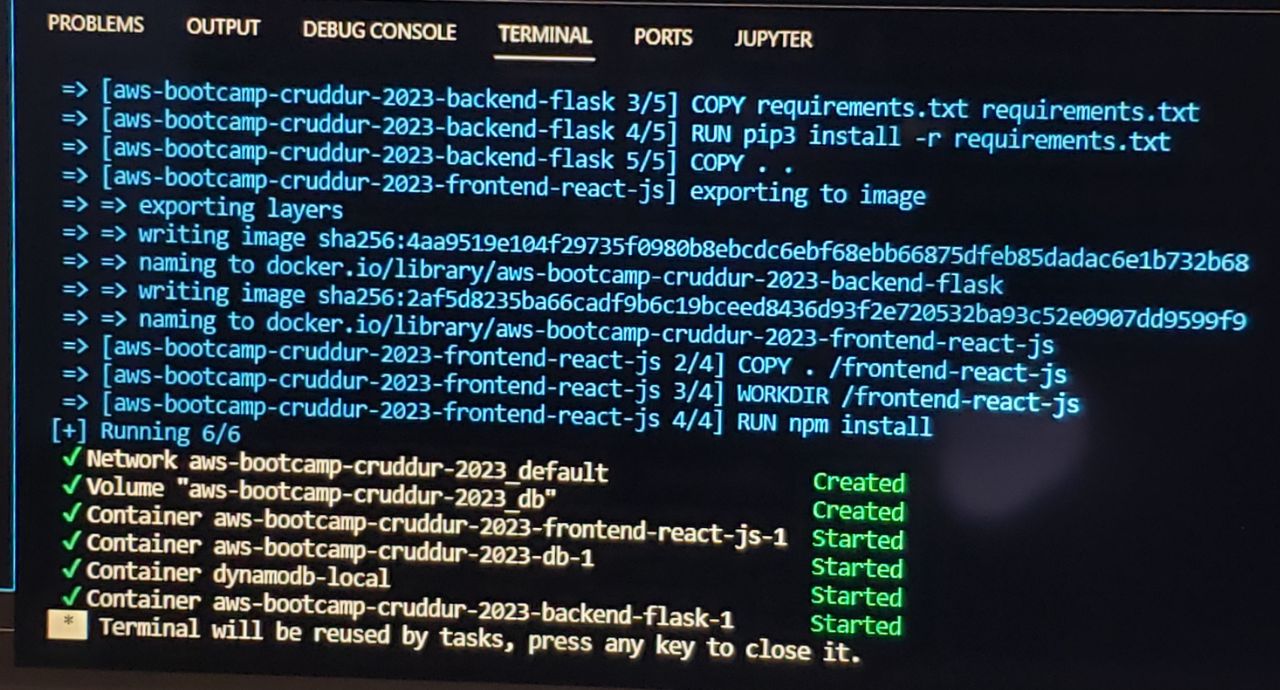 PROBLEMS OUTPUT DEBUG CONSOLE TERMINAL PORTS JUPYTER
=> [aws-bootcamp-cruddur-2023-backend-flask 3/5] COPY requirements.txt requirements.txt
=> [aws-bootcamp-cruddur-2023-backend-flask 4/5] RUN pip3 install -r requirements.txt
=> [aws-bootcamp-cruddur-2023-backend-flask 5/5] COPY . .
=> [aws-bootcamp-cruddur-2023-frontend-react-js] exporting to image
=> => exporting layers
=> => writing image sha256:4aa9519e104f29735f0980b8ebcdc6ebf68ebb66875dfeb85dadac6e1b732b68
=> => naming to docker.io/library/aws-bootcamp-cruddur-2023-backend-flask
=> => writing image sha256:2af5d8235ba66cadf9b6c19bceed8436d93f2e720532ba93c52e0907dd9599f9
=> => naming to docker.io/library/aws-bootcamp-cruddur-2023-frontend-react-js
=> [aws-bootcamp-cruddur-2023-frontend-react-js 2/4] COPY . /frontend-react-js
=> [aws-bootcamp-cruddur-2023-frontend-react-js 3/4] WORKDIR /frontend-react-js
=> [aws-bootcamp-cruddur-2023-frontend-react-js 4/4] RUN npm install
[+] Running 6/6
✓ Network aws-bootcamp-cruddur-2023_default Created
✓ Volume "aws-bootcamp-cruddur-2023_db" Created
✓ Container aws-bootcamp-cruddur-2023-frontend-react-js-1 Started
✓ Container aws-bootcamp-cruddur-2023-db-1 Started
✓ Container dynamodb-local Started
✓ Container aws-bootcamp-cruddur-2023-backend-flask-1 Started
* Terminal will be reused by tasks, press any key to close it.